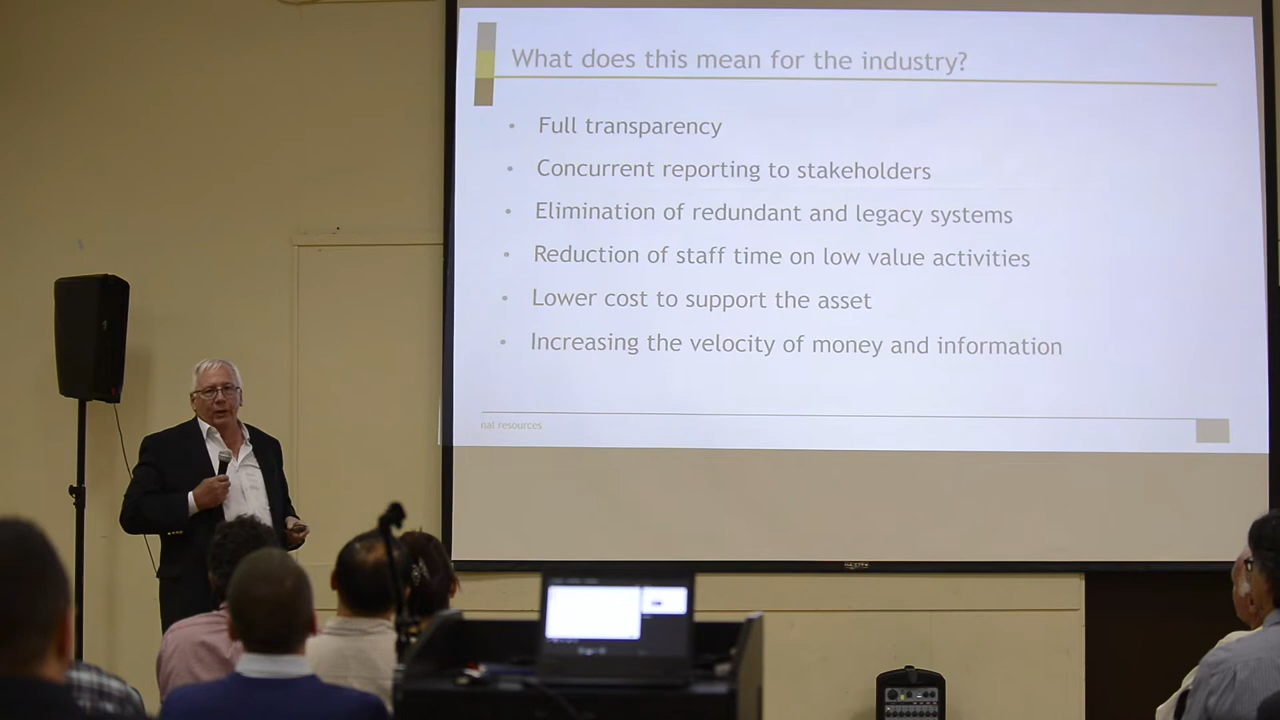 What does this mean for the industry?
• Full transparency
• Concurrent reporting to stakeholders
• Elimination of redundant and legacy systems
• Reduction of staff time on low value activities
• Lower cost to support the asset
• Increasing the velocity of money and information
nal resources